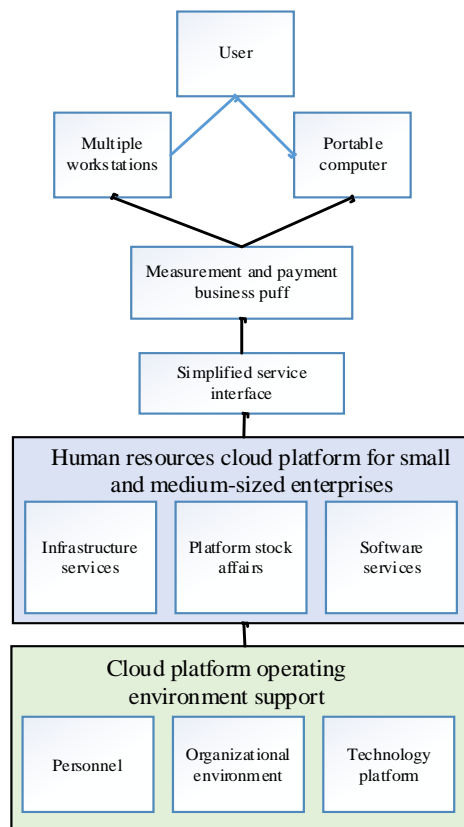 User
Multiple
workstations
Portable
computer
Measurement and payment
business puff
Simplified service
interface
Human resources cloud platform for small
and medium-sized enterprises
Infrastructure
services
Platform stock
affairs
Software
services
Cloud platform operating
environment support
Personnel
Organizational
environment
Technology
platform